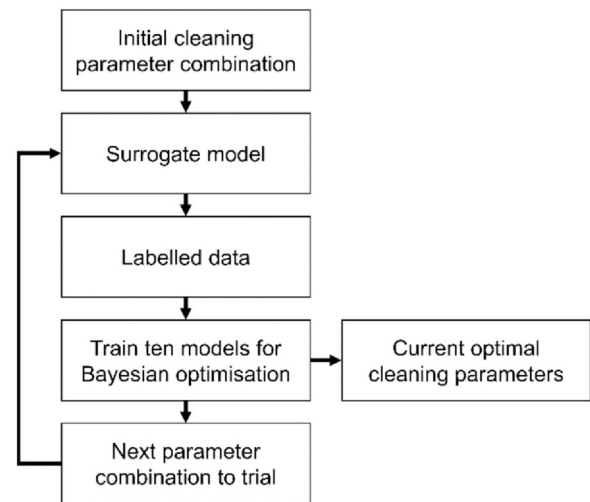 Initial cleaning
parameter combination
Surrogate model
Labelled data
Train ten models for
Bayesian optimisation
Current optimal
cleaning parameters
Next parameter
combination to trial